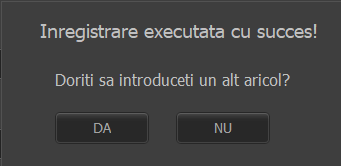 Inregistrare executata cu succes!
Doriti sa introduceti un alt aricol?
DA
NU